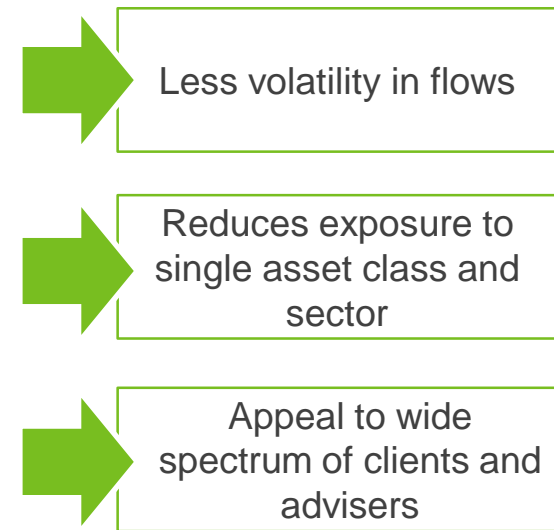 Less volatility in flows
Reduces exposure to
single asset class and
sector
Appeal to wide
spectrum of clients and
advisers